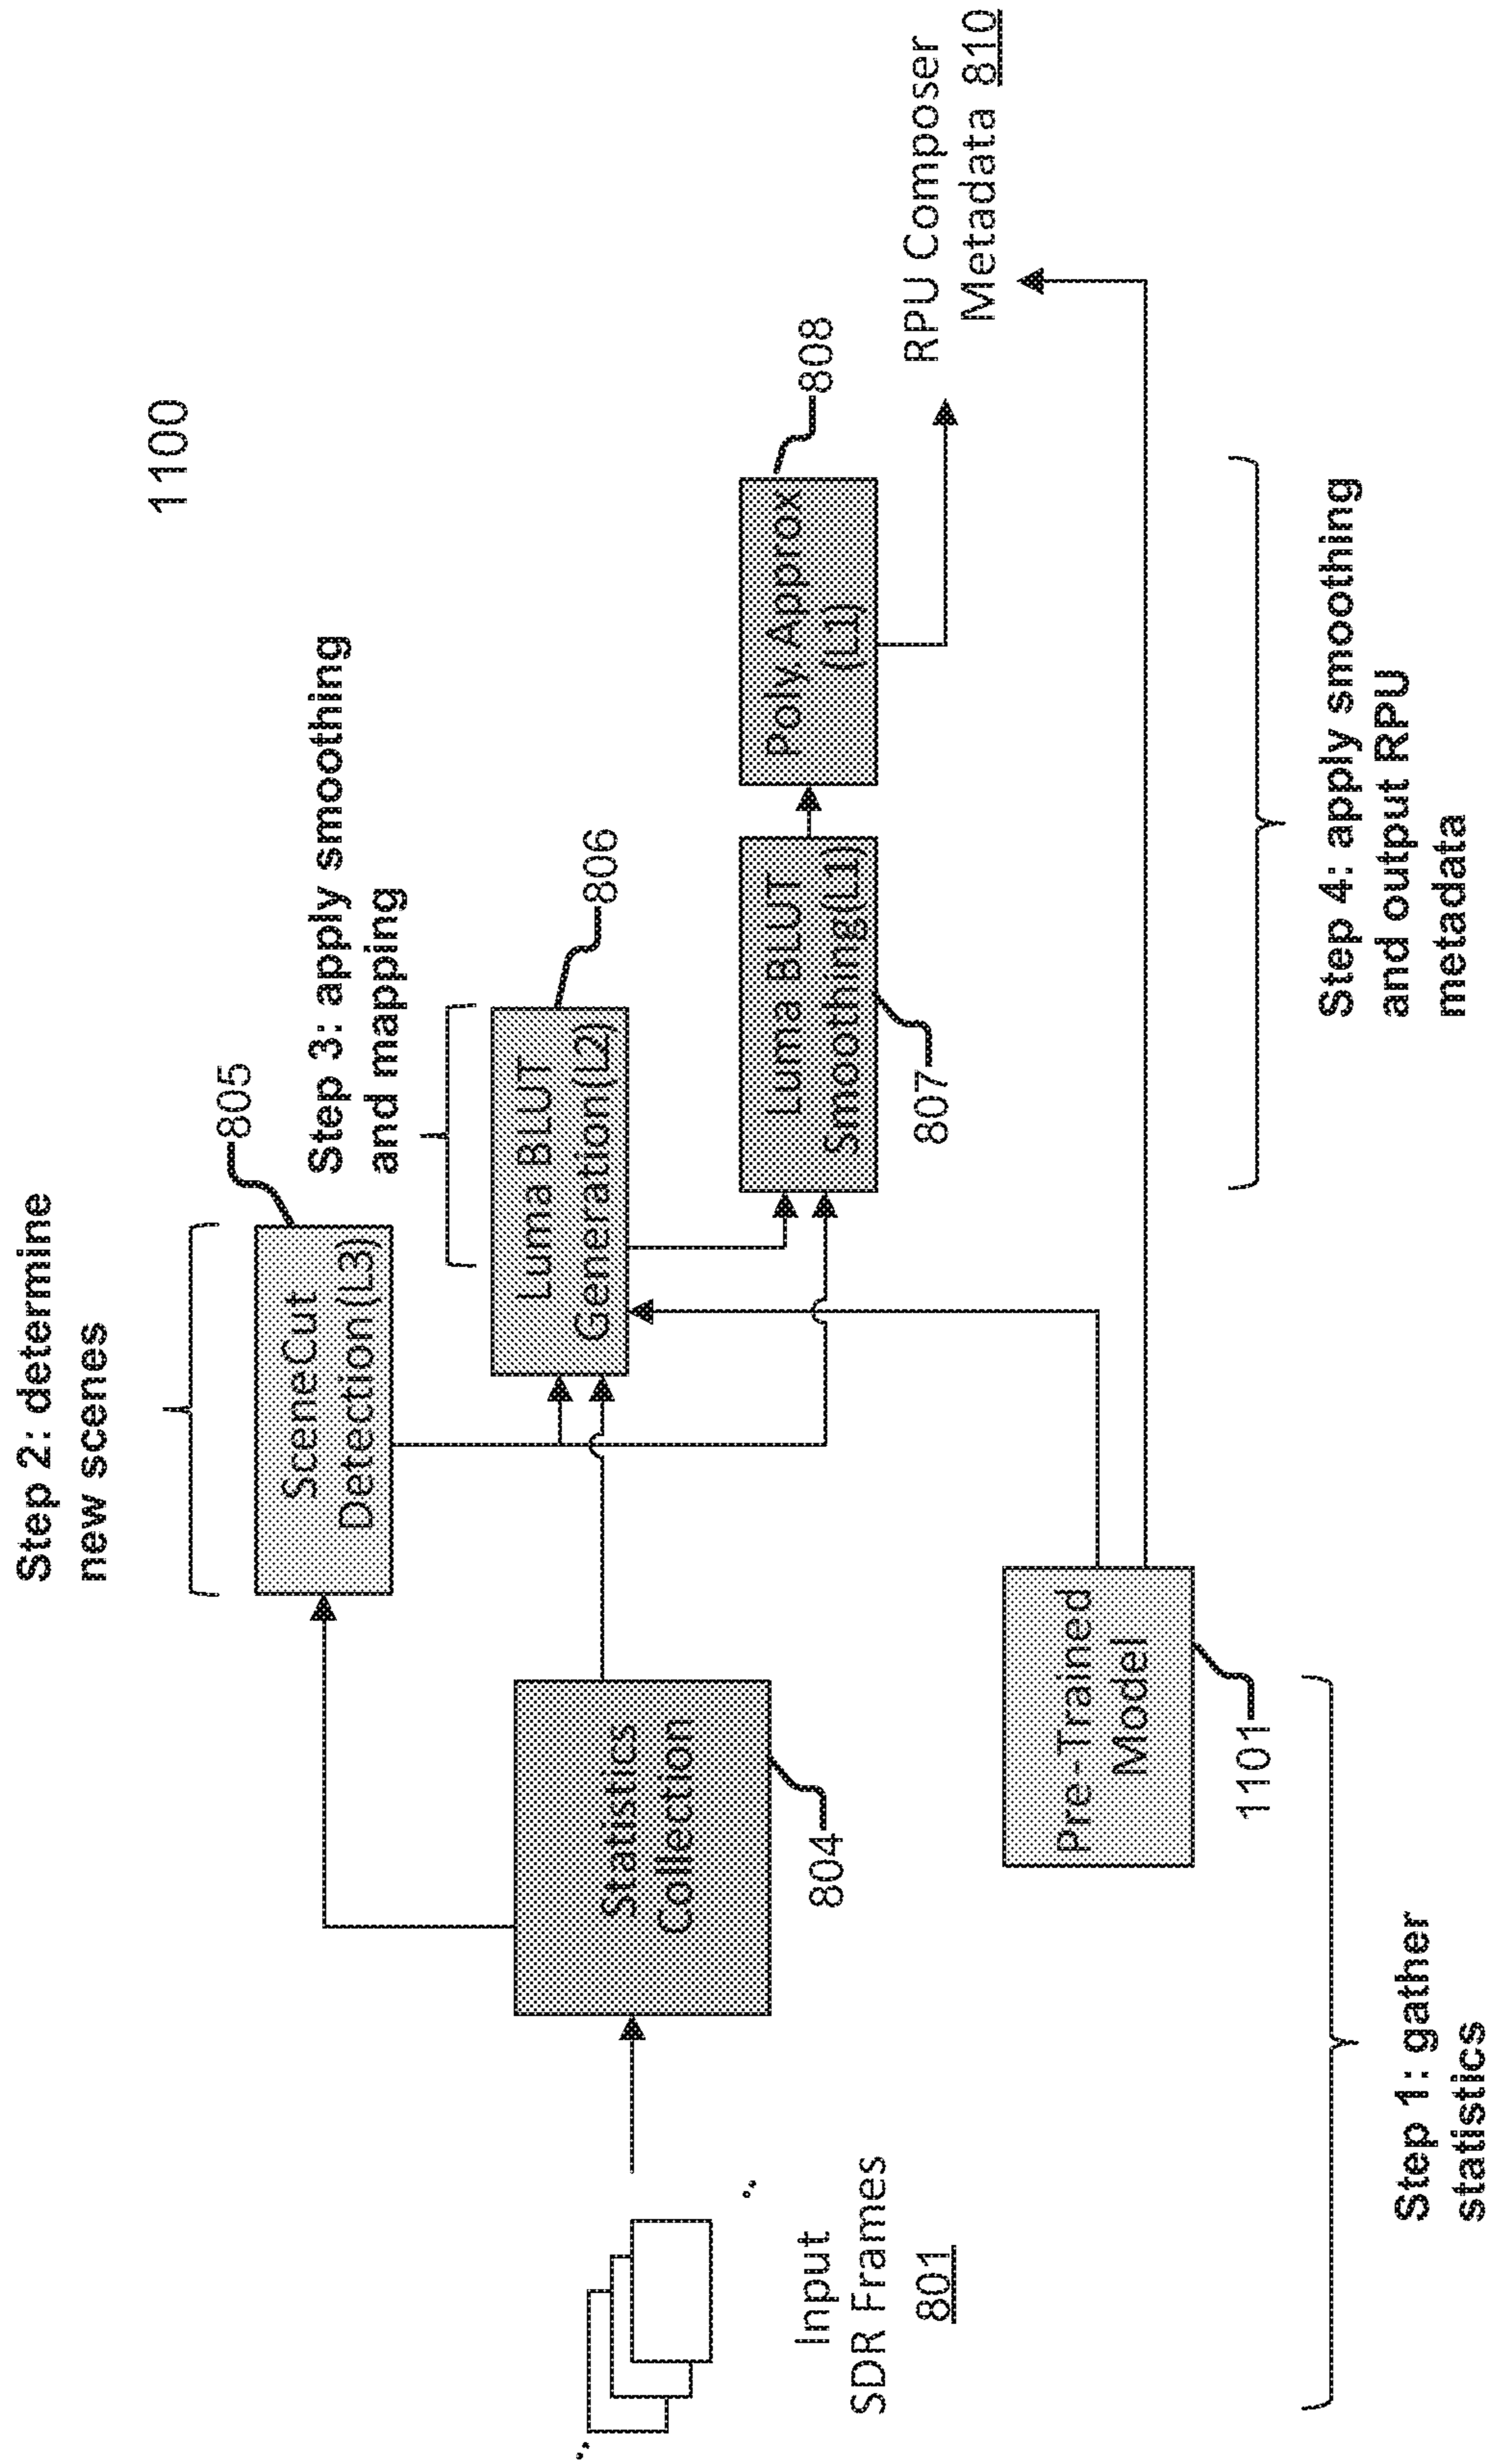 1100
Step 2: determine
new scenes
805
Scene Cut
Detection(L3)
Step 3: apply smoothing
and mapping
806
Luma BLUT
Generation(L2)
Statistics
Collection
804
Luma BLUT
Smoothing(L1)
807
Poly. Approx
(L1)
808
RPU Composer
Metadata 810
Input
SDR Frames
801
Pre-Trained
Model
1101
Step 1: gather
statistics
Step 4: apply smoothing
and output RPU
metadata